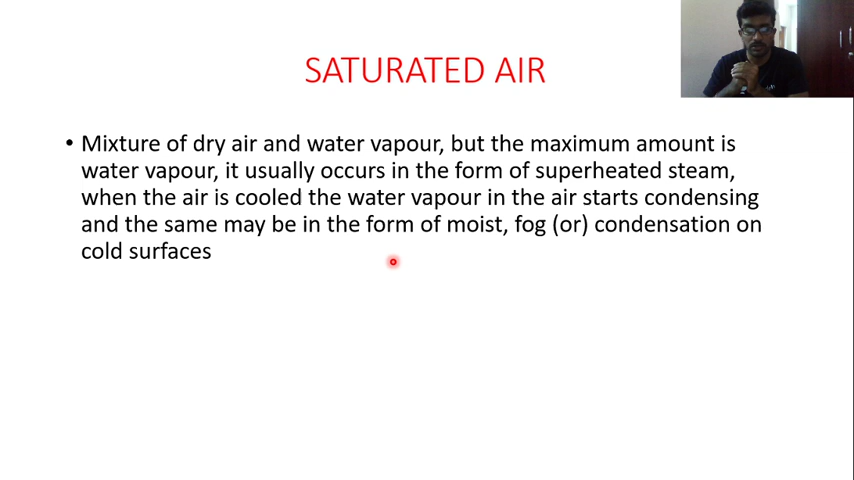 SATURATED AIR
• Mixture of dry air and water vapour, but the maximum amount is
water vapour, it usually occurs in the form of superheated steam,
when the air is cooled the water vapour in the air starts condensing
and the same may be in the form of moist, fog (or) condensation on
cold surfaces